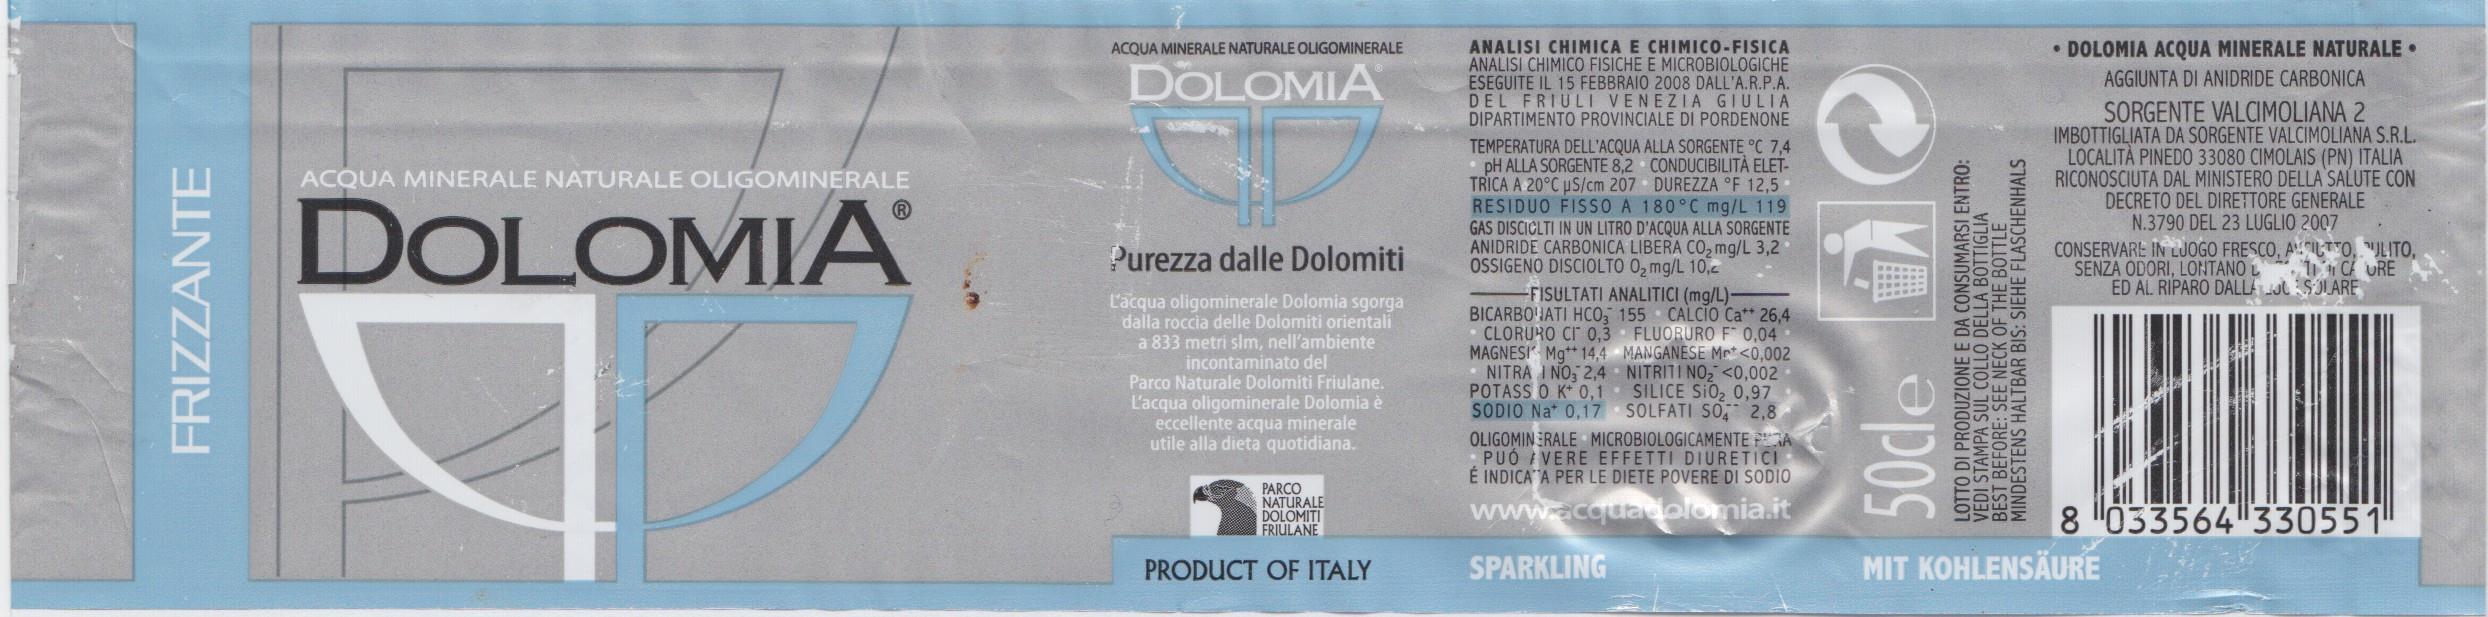 FRIZZANTE
ACQUA MINERALE NATURALE OLIGOMINERALE
DOLOMIA®
ACQUA MINERALE NATURALE OLIGOMINERALE
DOLOMIA®
Purezza dalle Dolomiti
L'acqua oligominerale Dolomia sgorga
dalla roccia delle Dolomiti orientali
a 833 metri slm, nell'ambiente
incontaminato del
Parco Naturale Dolomiti Friulane.
L'acqua oligominerale Dolomia è
eccellente acqua minerale
utile alla dieta quotidiana.
PARCO
NATURALE
DOLOMITI
FRIULANE
PRODUCT OF ITALY
ANALISI CHIMICA E CHIMICO-FISICA
ANALISI CHIMICO FISICHE E MICROBIOLOGICHE
ESEGUITE IL 15 FEBBRAIO 2008 DALL'A.R.P.A.
DEL FRIULI VENEZIA GIULIA
DIPARTIMENTO PROVINCIALE DI PORDENONE
TEMPERATURA DELL'ACQUA ALLA SORGENTE °C 7,4
• pH ALLA SORGENTE 8,2 • CONDUCIBILITÀ ELET-
TRICA A 20°C µS/cm 207 • DUREZZA °F 12,5 •
RESIDUO FISSO A 180°C mg/L 119
GAS DISCIOLTI IN UN LITRO D'ACQUA ALLA SORGENTE
ANIDRIDE CARBONICA LIBERA CO₂ mg/L 3,2 •
OSSIGENO DISCIOLTO O₂ mg/L 10,2
RISULTATI ANALITICI (mg/L)
BICARBONATI HCO₃⁻ 155 • CALCIO Ca⁺⁺ 26,4
• CLORURO Cl⁻ 0,3 • FLUORURO F⁻ 0,04 •
MAGNESIO Mg⁺⁺ 14,4 • MANGANESE Mn⁺<0,002
• NITRATI NO₃⁻ 2,4 • NITRITI NO₂⁻ <0,002 •
POTASSIO K⁺ 0,1 • SILICE SiO₂ 0,97
SODIO Na⁺ 0,17 • SOLFATI SO₄⁻⁻ 2,8 •
OLIGOMINERALE • MICROBIOLOGICAMENTE PURA
• PUÓ AVERE EFFETTI DIURETICI •
É INDICATA PER LE DIETE POVERE DI SODIO
www.acquadolomia.it
SPARKLING
50cl e
MIT KOHLENSÄURE
LOTTO DI PRODUZIONE E DA CONSUMARSI ENTRO:
VEDI STAMPA SUL COLLO DELLA BOTTIGLIA
BEST BEFORE: SEE NECK OF THE BOTTLE
MINDESTENS HALTBAR BIS: SIEHE FLASCHENHALS
• DOLOMIA ACQUA MINERALE NATURALE •
AGGIUNTA DI ANIDRIDE CARBONICA
SORGENTE VALCIMOLIANA 2
IMBOTTIGLIATA DA SORGENTE VALCIMOLIANA S.R.L.
LOCALITÀ PINEDO 33080 CIMOLAIS (PN) ITALIA
RICONOSCIUTA DAL MINISTERO DELLA SALUTE CON
DECRETO DEL DIRETTORE GENERALE
N.3790 DEL 23 LUGLIO 2007
CONSERVARE IN LUOGO FRESCO, ASCIUTTO, PULITO,
SENZA ODORI, LONTANO DA FONTI DI CALORE
ED AL RIPARO DALLA LUCE SOLARE
8 033564 330551